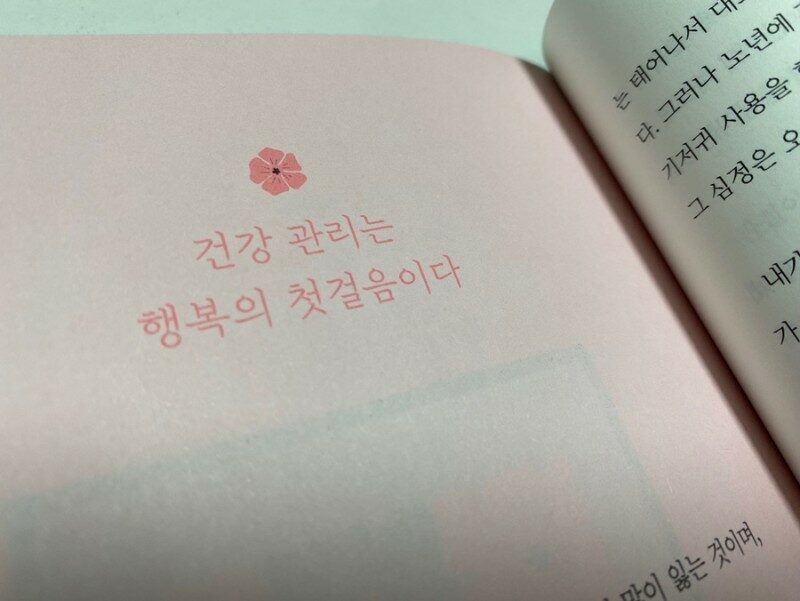 건강 관리는
행복의 첫걸음이다
많이 잃는 것이며,
는 태어나서
다. 그러나 노년에
기저귀 사용을
그 심정은
내가
가